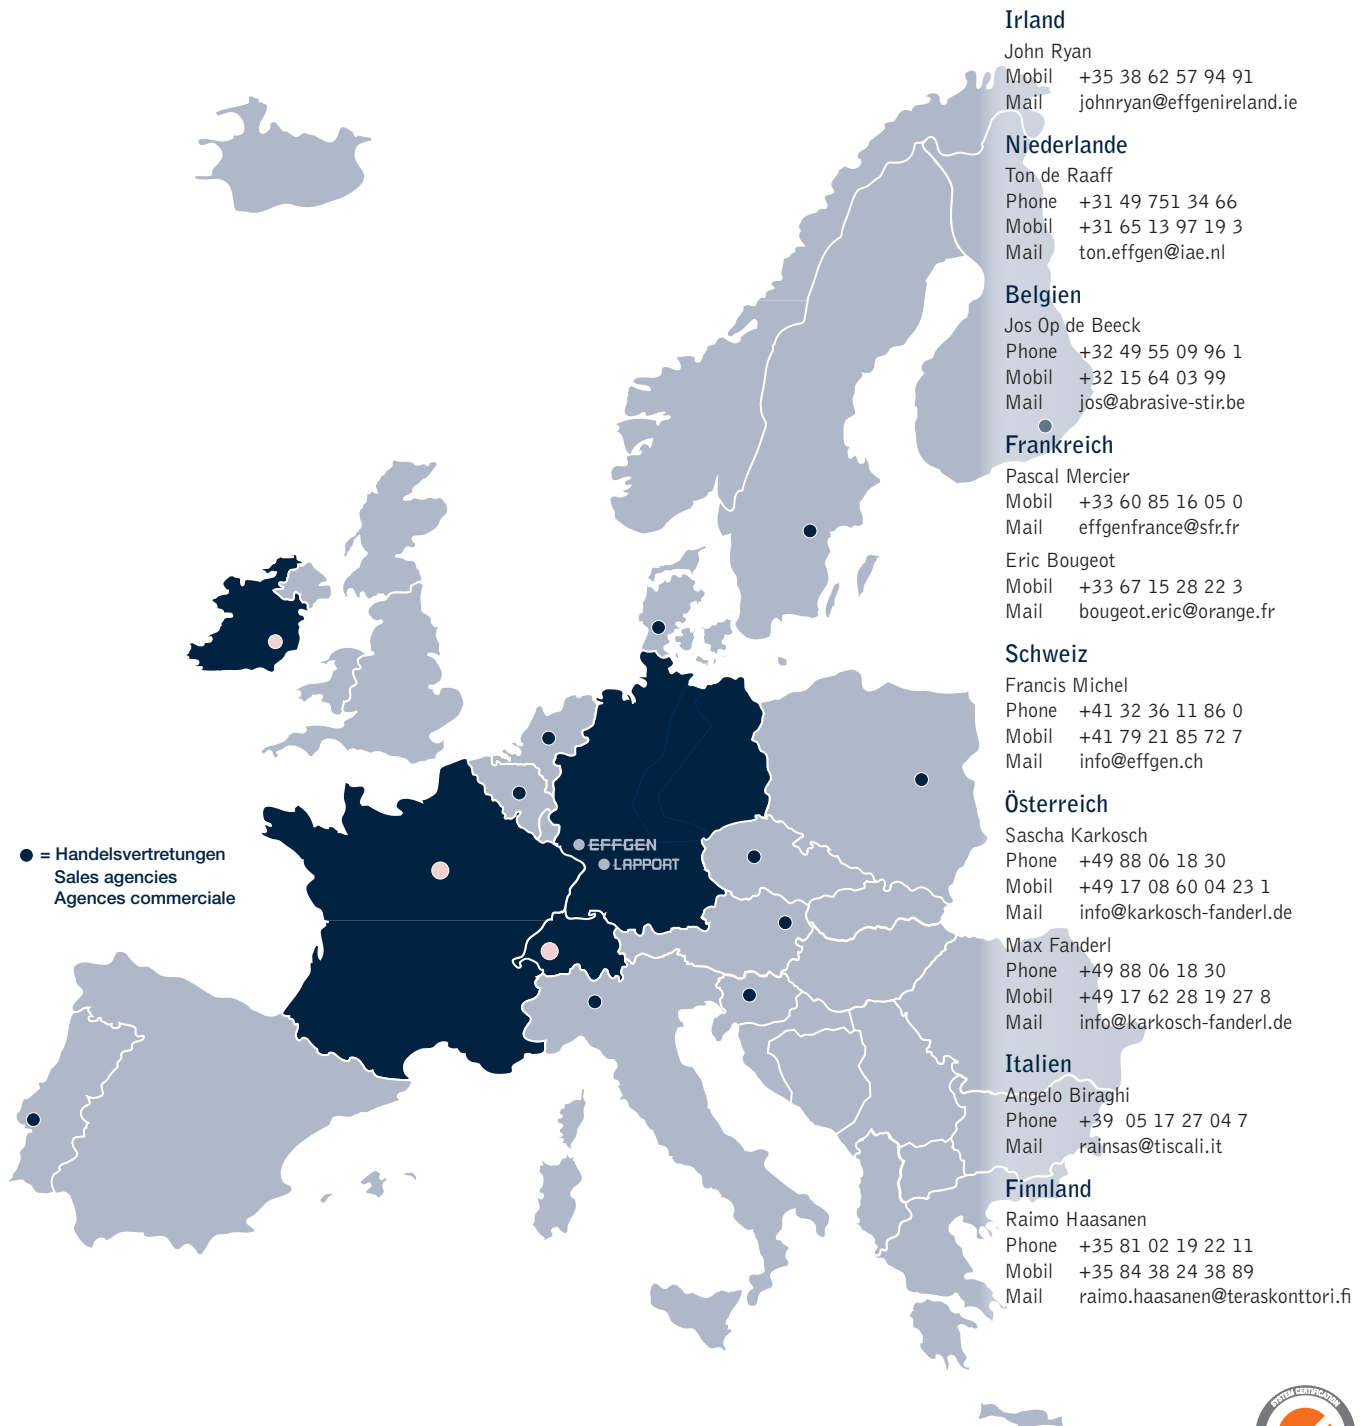 Irland
John Ryan
Mobil +35 38 62 57 94 91
Mail johnryan@effgenireland.ie
Niederlande
Ton de Raaff
Phone +31 49 751 34 66
Mobil +31 65 13 97 19 3
Mail ton.effgen@iae.nl
Belgien
Jos Op de Beeck
Phone +32 49 55 09 96 1
Mobil +32 15 64 03 99
Mail jos@abrasive-stir.be
Frankreich
Pascal Mercier
Mobil +33 60 85 16 05 0
Mail effgenfrance@sfr.fr
Eric Bougeot
Mobil +33 67 15 28 22 3
Mail bougeot.eric@orange.fr
Schweiz
Francis Michel
Phone +41 32 36 11 86 0
Mobil +41 79 21 85 72 7
Mail info@effgen.ch
Österreich
Sascha Karkosch
Phone +49 88 06 18 30
Mobil +49 17 08 60 04 23 1
Mail info@karkosch-fanderl.de
Max Fanderl
Phone +49 88 06 18 30
Mobil +49 17 62 28 19 27 8
Mail info@karkosch-fanderl.de
Italien
Angelo Biraghi
Phone +39 05 17 27 04 7
Mail rainsas@tiscali.it
Finnland
Raimo Haasanen
Phone +35 81 02 19 22 11
Mobil +35 84 38 24 38 89
Mail raimo.haasanen@teraskonttori.fi
EFFGEN
LAPPORT
= Handelsvertretungen
Sales agencies
Agences commerciale
SYSTEM CERTIFICATION